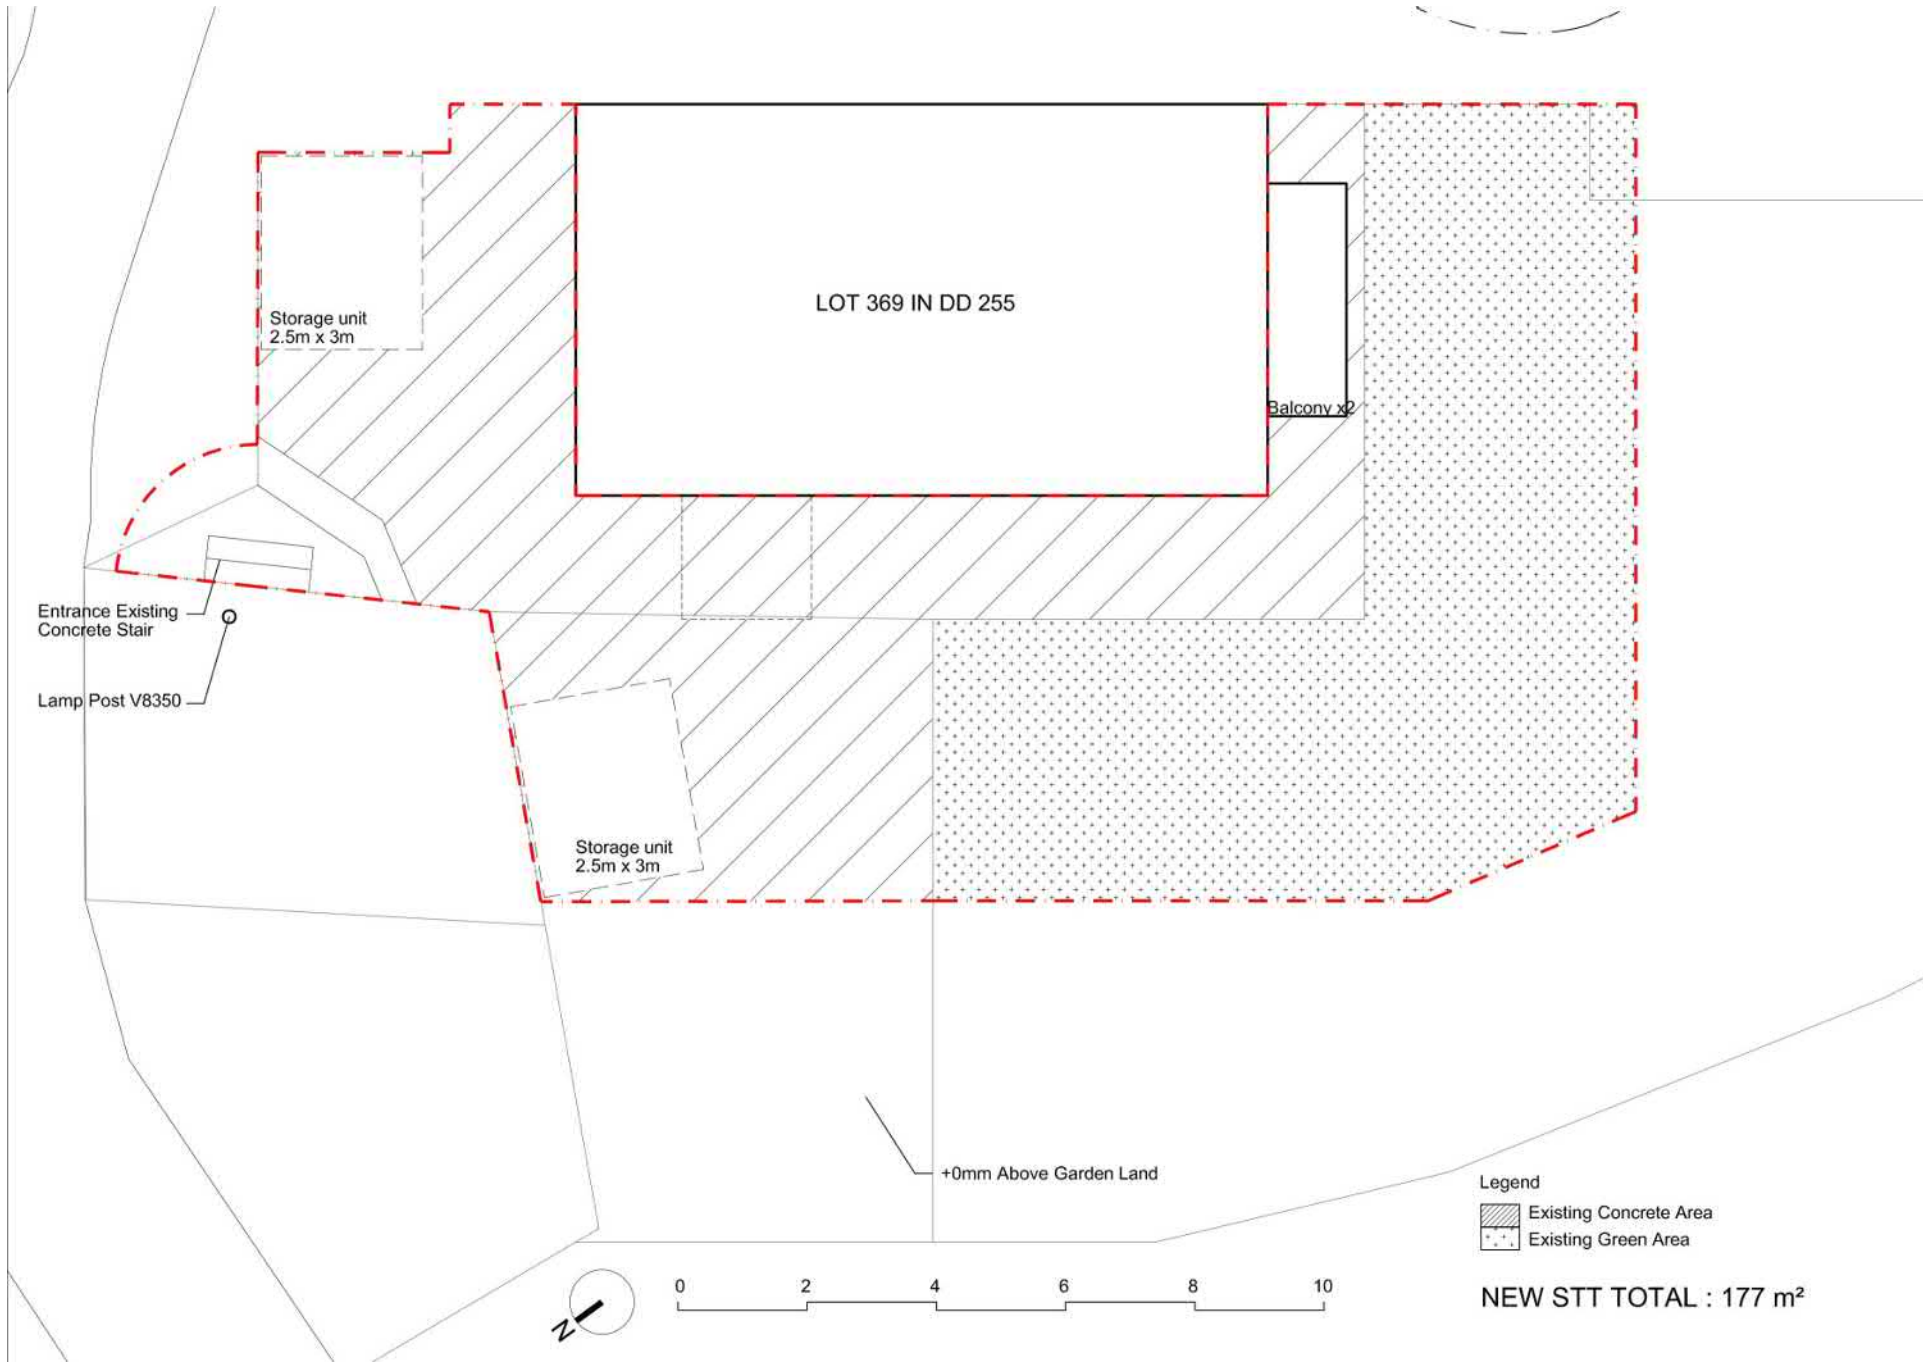 LOT 369 IN DD 255
Storage unit
2.5m x 3m
Balcony x2
Entrance Existing
Concrete Stair
Lamp Post V8350
Storage unit
2.5m x 3m
+0mm Above Garden Land
Legend
Existing Concrete Area
Existing Green Area
N
0 2 4 6 8 10
NEW STT TOTAL : 177 m²